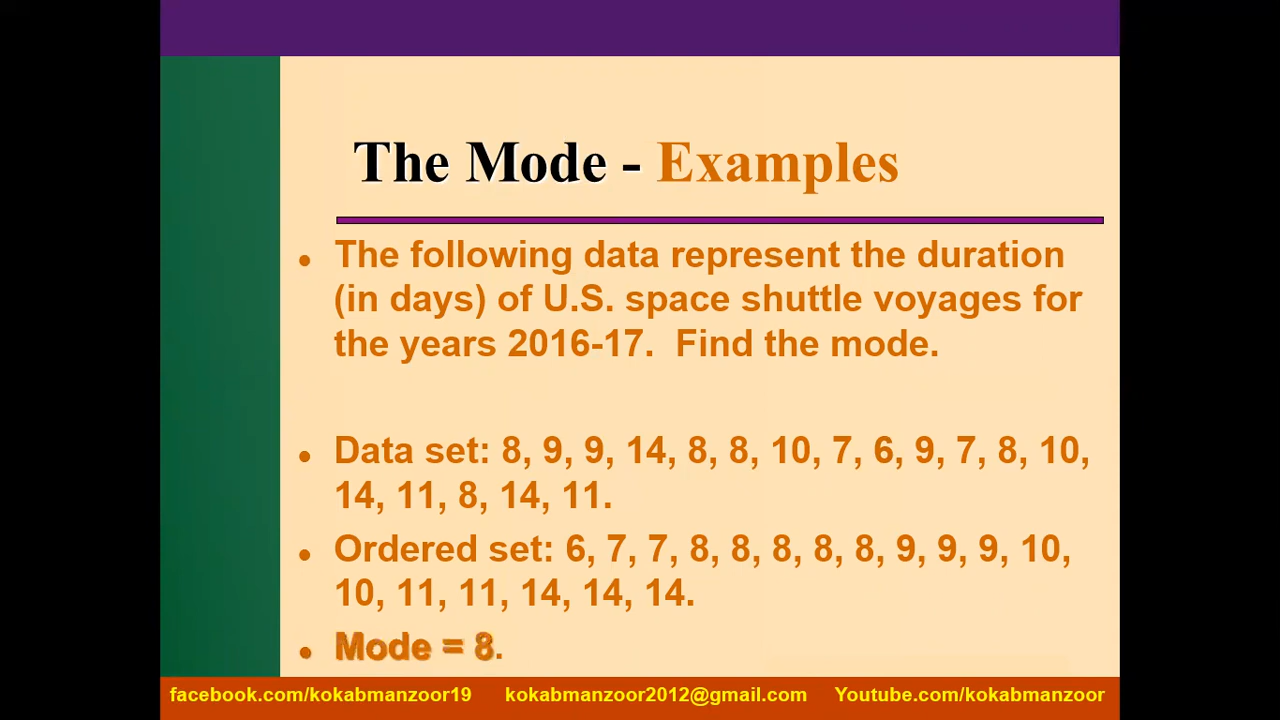 The Mode - Examples
• The following data represent the duration
(in days) of U.S. space shuttle voyages for
the years 2016-17. Find the mode.
• Data set: 8, 9, 9, 14, 8, 8, 10, 7, 6, 9, 7, 8, 10,
14, 11, 8, 14, 11.
• Ordered set: 6, 7, 7, 8, 8, 8, 8, 8, 9, 9, 9, 10,
10, 11, 11, 14, 14, 14.
• Mode = 8.
facebook.com/kokabmanzoor19 kokabmanzoor2012@gmail.com Youtube.com/kokabmanzoor